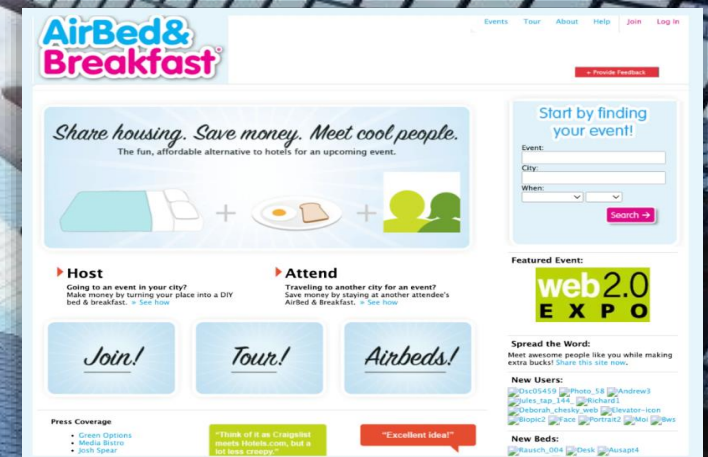 AirBed&
Breakfast
Events Tour About Help Join Log In
+ Provide Feedback
Share housing. Save money. Meet cool people.
The fun, affordable alternative to hotels for an upcoming event.
Start by finding
your event!
Event:
City:
When:
Search →
Host
Going to an event in your city?
Make money by turning your place into a DIY
bed & breakfast. » See how
Attend
Traveling to another city for an event?
Save money by staying at another attendee's
AirBed & Breakfast. » See how
Featured Event:
web2.0
EXPO
Join!
Tour!
Airbeds!
Spread the Word:
Meet awesome people like you while making
extra bucks! Share this site now.
New Users:
Dsc05459 Photo_58 Andrew3
Jules_tap_144_ Richard1
Deborah_chesky_web Elevator-icon
Biopic2 Face Portrait2 Moi Bws
New Beds:
Rausch_004 Desk Ausapt4
Press Coverage
• Green Options
• Media Bistro
• Josh Spear
"Think of it as Craigslist
meets Hotels.com, but a
lot less creepy."
"Excellent idea!"